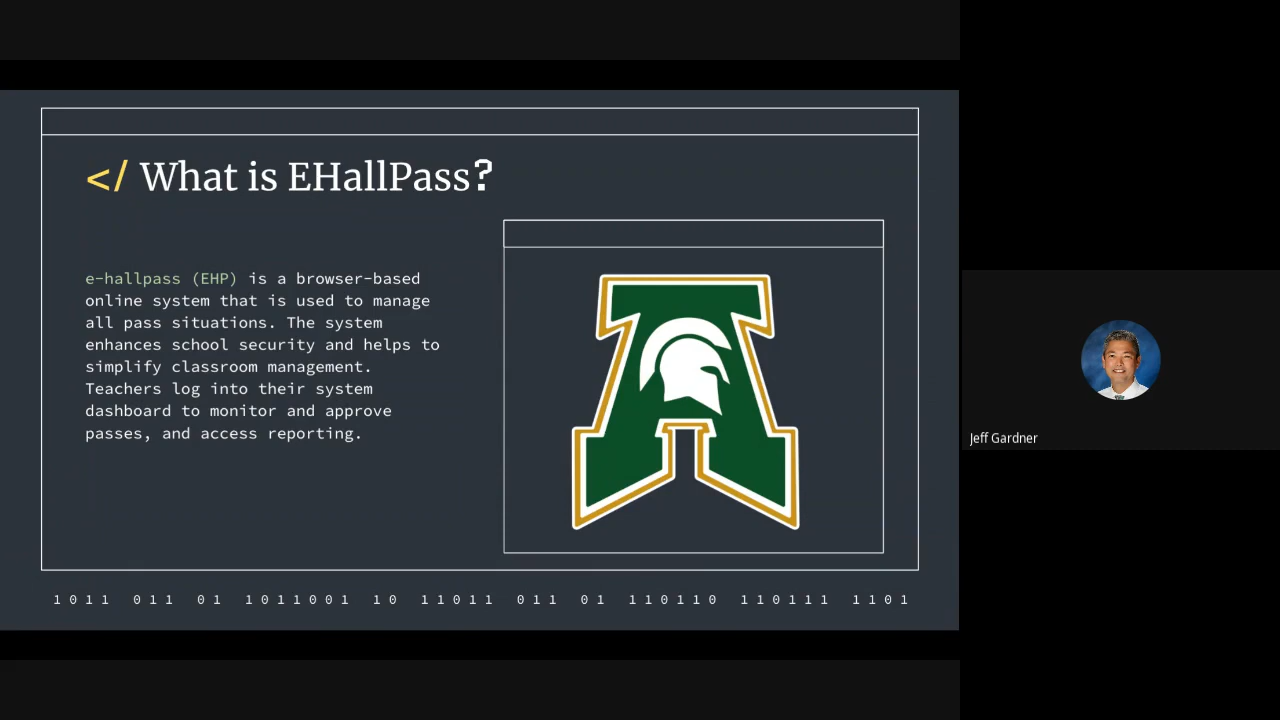 </ What is EHallPass?
e-hallpass (EHP) is a browser-based
online system that is used to manage
all pass situations. The system
enhances school security and helps to
simplify classroom management.
Teachers log into their system
dashboard to monitor and approve
passes, and access reporting.
1011 011 01 1011001 10 11011 011 01 110110 110111 1101
Jeff Gardner